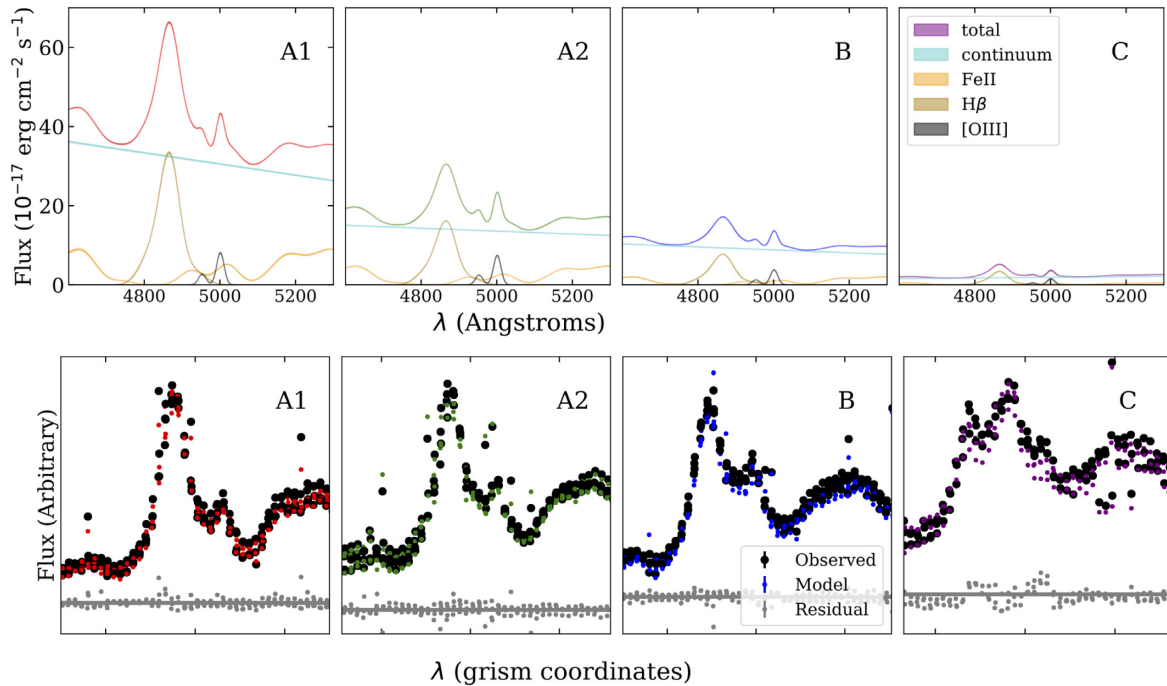 A1
A2
B
C
total
continuum
FeII
Hβ
[OIII]
Flux (10⁻¹⁷ erg cm⁻² s⁻¹)
60
40
20
0
4800 5000 5200
4800 5000 5200
4800 5000 5200
4800 5000 5200
λ (Angstroms)
A1
A2
B
C
Flux (Arbitrary)
Observed
Model
Residual
λ (grism coordinates)